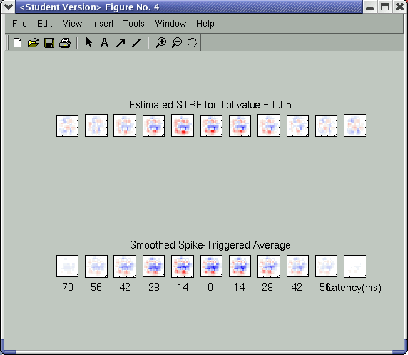 <Student Version> Figure No. 4
File Edit View Insert Tools Window Help
Estimated STRF for Tol value =
Smoothed Spike-Triggered Average
70 56 42 28 14 0 14 28 42 56 Latency(ms)